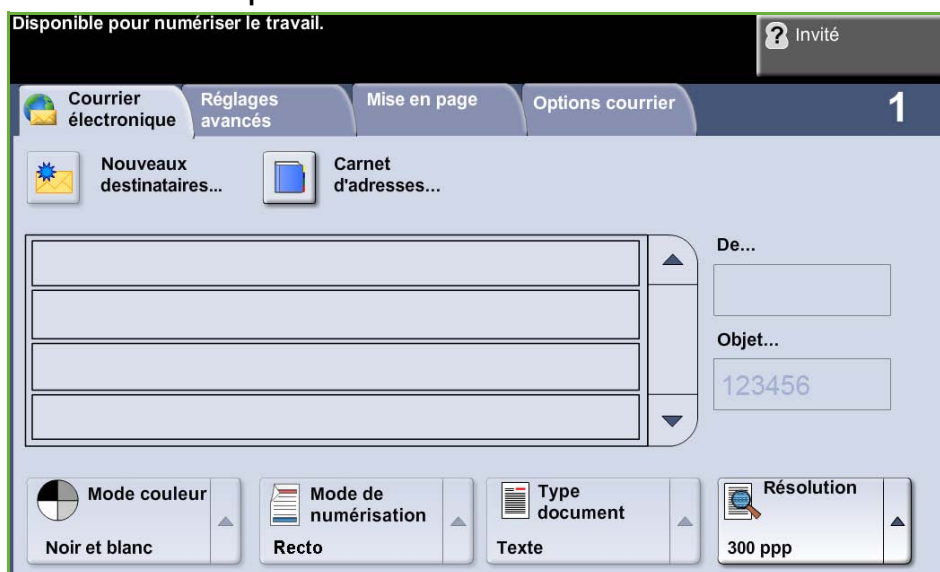 Disponible pour numériser le travail.
? Invité
Courrier
électronique
Réglages
avancés
Mise en page
Options courrier
1
Nouveaux
destinataires...
Carnet
d'adresses...
De...
Objet...
123456
Mode couleur
Noir et blanc
Mode de
numérisation
Recto
Type
document
Texte
Résolution
300 ppp